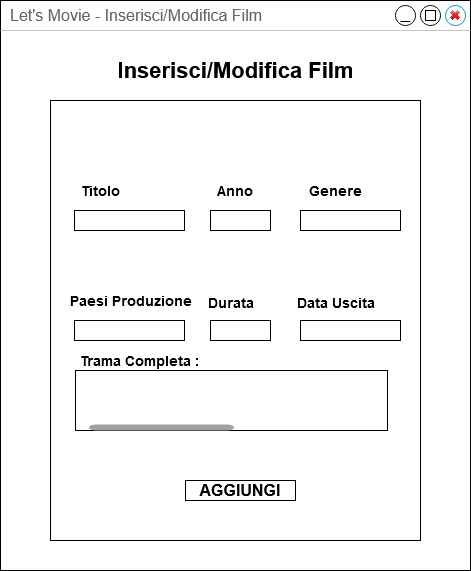 Let's Movie - Inserisci/Modifica Film
Inserisci/Modifica Film
Titolo Anno Genere
Paesi Produzione Durata Data Uscita
Trama Completa :
AGGIUNGI